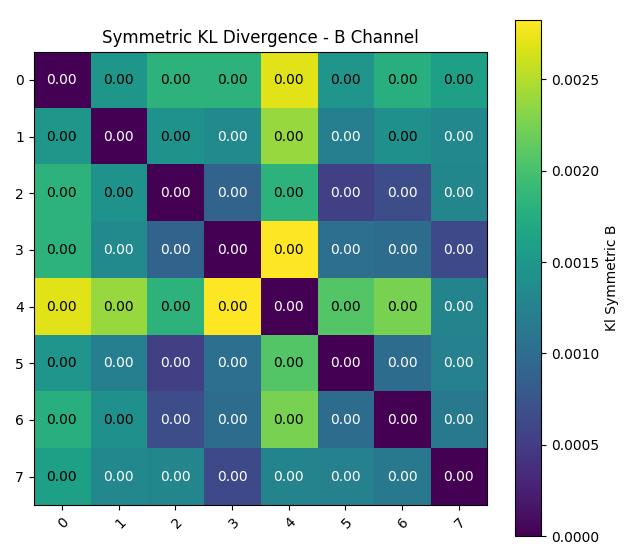 Symmetric KL Divergence - B Channel
0 0.00 0.00 0.00 0.00 0.00 0.00 0.00 0.00
1 0.00 0.00 0.00 0.00 0.00 0.00 0.00 0.00
2 0.00 0.00 0.00 0.00 0.00 0.00 0.00 0.00
3 0.00 0.00 0.00 0.00 0.00 0.00 0.00 0.00
4 0.00 0.00 0.00 0.00 0.00 0.00 0.00 0.00
5 0.00 0.00 0.00 0.00 0.00 0.00 0.00 0.00
6 0.00 0.00 0.00 0.00 0.00 0.00 0.00 0.00
7 0.00 0.00 0.00 0.00 0.00 0.00 0.00 0.00
0 1 2 3 4 5 6 7
0.0025
0.0020
0.0015
0.0010
0.0005
0.0000
Kl Symmetric B